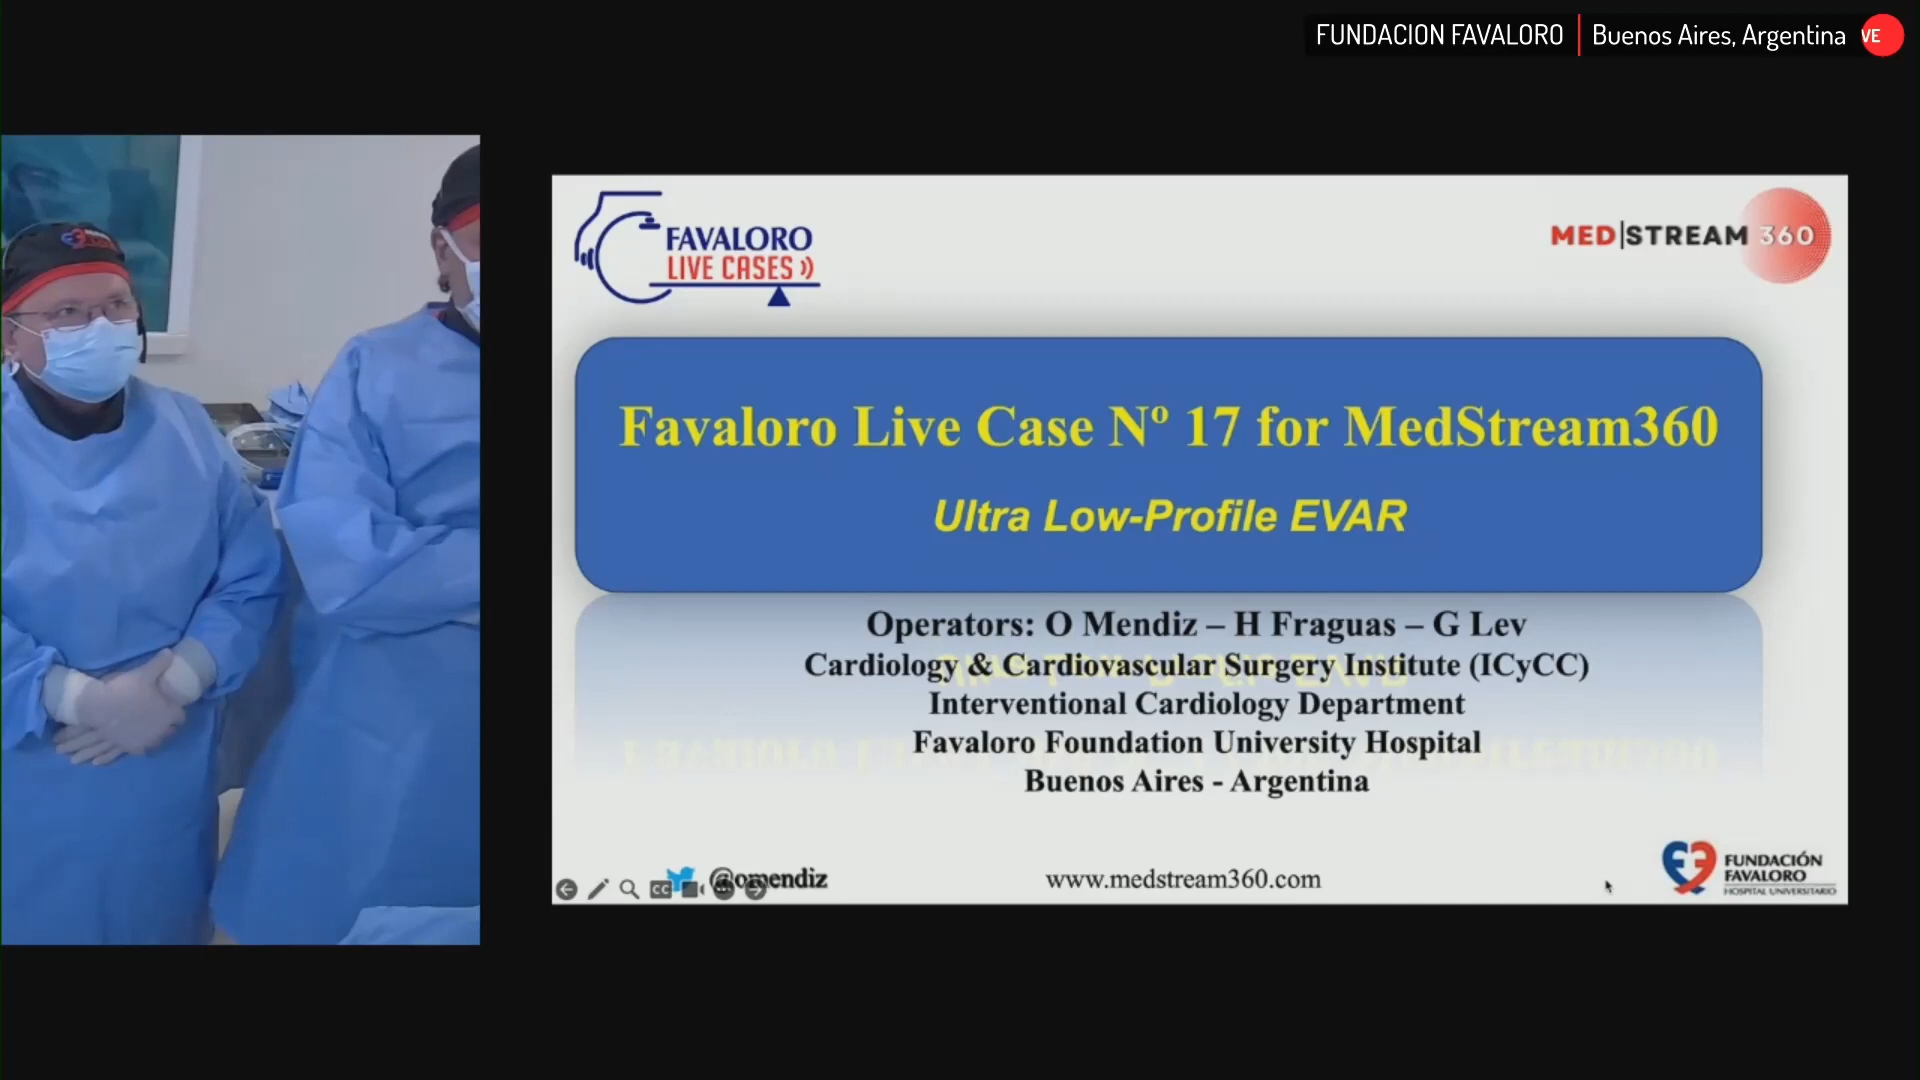 FUNDACION FAVALORO | Buenos Aires, Argentina VE
FAVALORO
LIVE CASES
MED|STREAM 360
Favaloro Live Case Nº 17 for MedStream360
Ultra Low-Profile EVAR
Operators: O Mendiz – H Fraguas – G Lev
Cardiology & Cardiovascular Surgery Institute (ICyCC)
Interventional Cardiology Department
Favaloro Foundation University Hospital
Buenos Aires - Argentina
CC
@omendiz
www.medstream360.com
FUNDACIÓN
FAVALORO
HOSPITAL UNIVERSITARIO